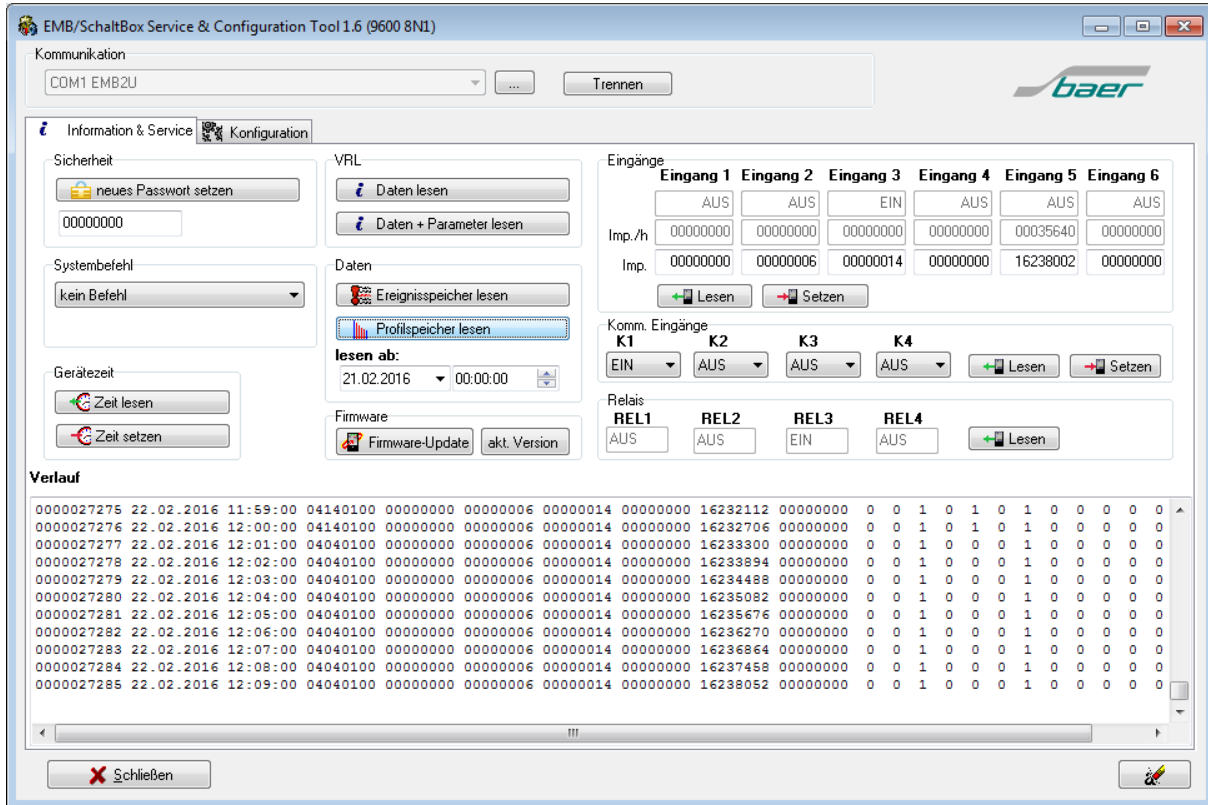 EMB/SchaltBox Service & Configuration Tool 1.6 (9600 8N1)
Kommunikation
COM1 EMB2U
...
Trennen
baer
Information & Service
Konfiguration
Sicherheit
neues Passwort setzen
00000000
Systembefehl
kein Befehl
Gerätezeit
Zeit lesen
Zeit setzen
VRL
Daten lesen
Daten + Parameter lesen
Daten
Ereignisspeicher lesen
Profilspeicher lesen
lesen ab:
21.02.2016 00:00:00
Firmware
Firmware-Update akt. Version
Eingänge
Eingang 1 Eingang 2 Eingang 3 Eingang 4 Eingang 5 Eingang 6
AUS AUS EIN AUS AUS AUS
Imp./h 00000000 00000000 00000000 00000000 00035640 00000000
Imp. 00000000 00000006 00000014 00000000 16238002 00000000
Lesen Setzen
Komm. Eingänge
K1 K2 K3 K4
EIN AUS AUS AUS Lesen Setzen
Relais
REL1 REL2 REL3 REL4
AUS AUS EIN AUS Lesen
Verlauf
0000027275 22.02.2016 11:59:00 04140100 00000000 00000006 00000014 00000000 16232112 00000000 0 0 1 0 1 0 1 0 0 0 0 0
0000027276 22.02.2016 12:00:00 04140100 00000000 00000006 00000014 00000000 16232706 00000000 0 0 1 0 1 0 1 0 0 0 0 0
0000027277 22.02.2016 12:01:00 04040100 00000000 00000006 00000014 00000000 16233300 00000000 0 0 1 0 0 0 1 0 0 0 0 0
0000027278 22.02.2016 12:02:00 04040100 00000000 00000006 00000014 00000000 16233894 00000000 0 0 1 0 0 0 1 0 0 0 0 0
0000027279 22.02.2016 12:03:00 04040100 00000000 00000006 00000014 00000000 16234488 00000000 0 0 1 0 0 0 1 0 0 0 0 0
0000027280 22.02.2016 12:04:00 04040100 00000000 00000006 00000014 00000000 16235082 00000000 0 0 1 0 0 0 1 0 0 0 0 0
0000027281 22.02.2016 12:05:00 04040100 00000000 00000006 00000014 00000000 16235676 00000000 0 0 1 0 0 0 1 0 0 0 0 0
0000027282 22.02.2016 12:06:00 04040100 00000000 00000006 00000014 00000000 16236270 00000000 0 0 1 0 0 0 1 0 0 0 0 0
0000027283 22.02.2016 12:07:00 04040100 00000000 00000006 00000014 00000000 16236864 00000000 0 0 1 0 0 0 1 0 0 0 0 0
0000027284 22.02.2016 12:08:00 04040100 00000000 00000006 00000014 00000000 16237458 00000000 0 0 1 0 0 0 1 0 0 0 0 0
0000027285 22.02.2016 12:09:00 04040100 00000000 00000006 00000014 00000000 16238052 00000000 0 0 1 0 0 0 1 0 0 0 0 0
Schließen